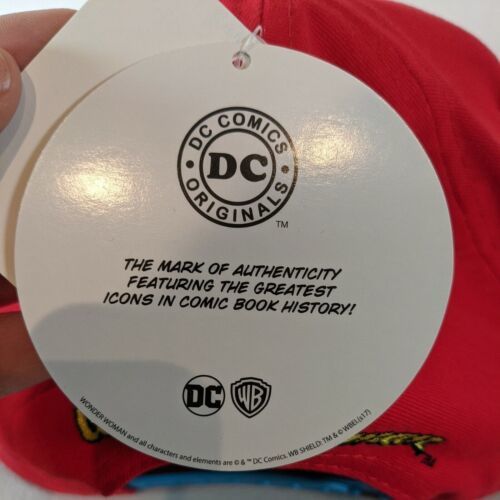 DC COMICS
DC
ORIGINALS
™
THE MARK OF AUTHENTICITY
FEATURING THE GREATEST
ICONS IN COMIC BOOK HISTORY!
DC
WB
WONDER WOMAN and all characters and elements are © & ™ DC Comics. WB SHIELD: ™ & © WBEI.(s17)
™